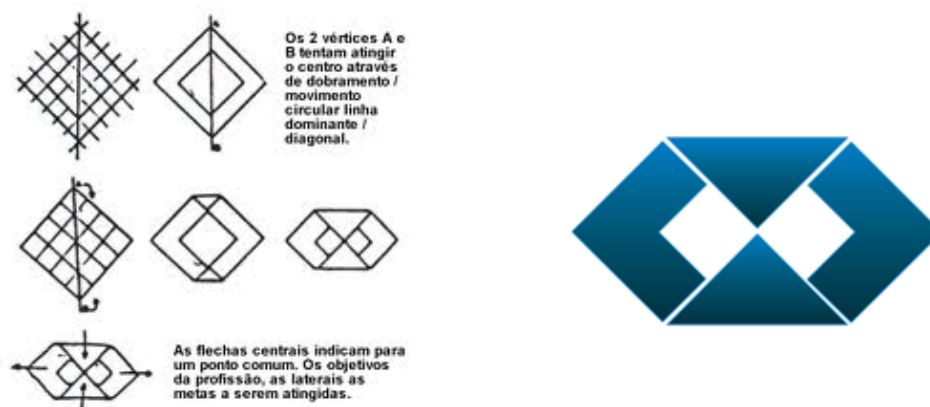 Os 2 vértices A e
B tentam atingir
o centro através
de dobramento /
movimento
circular linha
dominante /
diagonal.
As flechas centrais indicam para
um ponto comum. Os objetivos
da profissão, as laterais as
metas a serem atingidas.